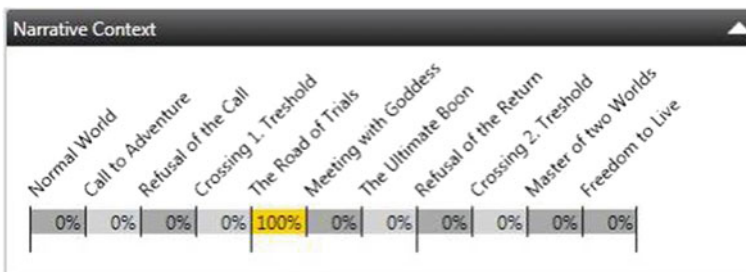 Narrative Context
Normal World
Call to Adventure
Refusal of the Call
Crossing 1. Treshold
The Road of Trials
Meeting with Goddess
The Ultimate Boon
Refusal of the Return
Crossing 2. Treshold
Master of two Worlds
Freedom to Live
0% 0% 0% 0% 100% 0% 0% 0% 0% 0% 0%